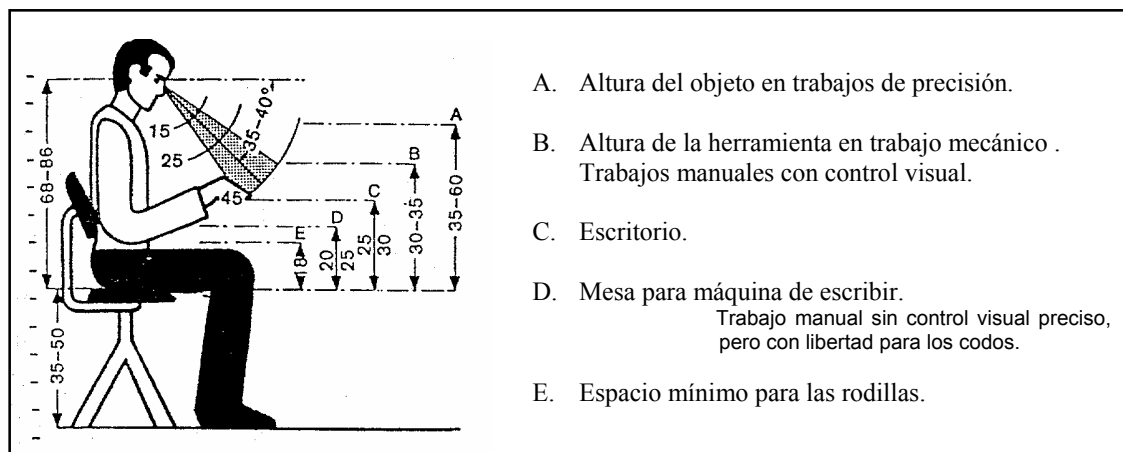 A
35-40°
15
25
B
68-86
45
C
D
E
18
20
25
25
30
30-35
35-60
35-50
A. Altura del objeto en trabajos de precisión.
B. Altura de la herramienta en trabajo mecánico .
Trabajos manuales con control visual.
C. Escritorio.
D. Mesa para máquina de escribir.
Trabajo manual sin control visual preciso,
pero con libertad para los codos.
E. Espacio mínimo para las rodillas.